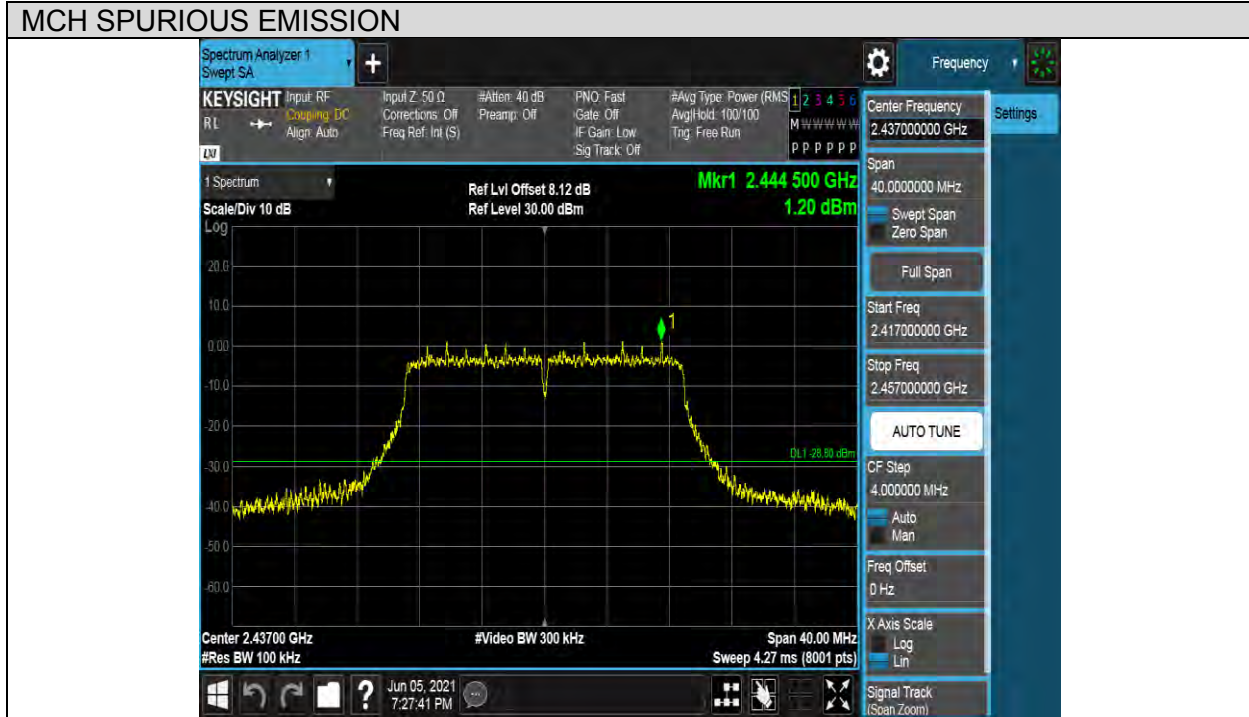 MCH SPURIOUS EMISSION
Spectrum Analyzer 1
Swept SA
+
Frequency
KEYSIGHT
RL
LXI
Input: RF
Coupling: DC
Align: Auto
Input Z: 50 Ω
Corrections: Off
Freq Ref: Int (S)
#Atten: 40 dB
Preamp: Off
PNO: Fast
Gate: Off
IF Gain: Low
Sig Track: Off
#Avg Type: Power (RMS
Avg|Hold: 100/100
Trig: Free Run
1 2 3 4 5 6
M W W W W W
P P P P P P
1 Spectrum
Scale/Div 10 dB
Log
Ref Lvl Offset 8.12 dB
Ref Level 30.00 dBm
Mkr1 2.444 500 GHz
1.20 dBm
20.0
10.0
0.00
-10.0
-20.0
-30.0
-40.0
-50.0
-60.0
1
DL1 -28.80 dBm
Center 2.43700 GHz
#Res BW 100 kHz
#Video BW 300 kHz
Span 40.00 MHz
Sweep 4.27 ms (8001 pts)
Center Frequency
2.437000000 GHz
Settings
Span
40.0000000 MHz
Swept Span
Zero Span
Full Span
Start Freq
2.417000000 GHz
Stop Freq
2.457000000 GHz
AUTO TUNE
CF Step
4.000000 MHz
Auto
Man
Freq Offset
0 Hz
X Axis Scale
Log
Lin
Signal Track
(Span Zoom)
?
Jun 05, 2021
7:27:41 PM